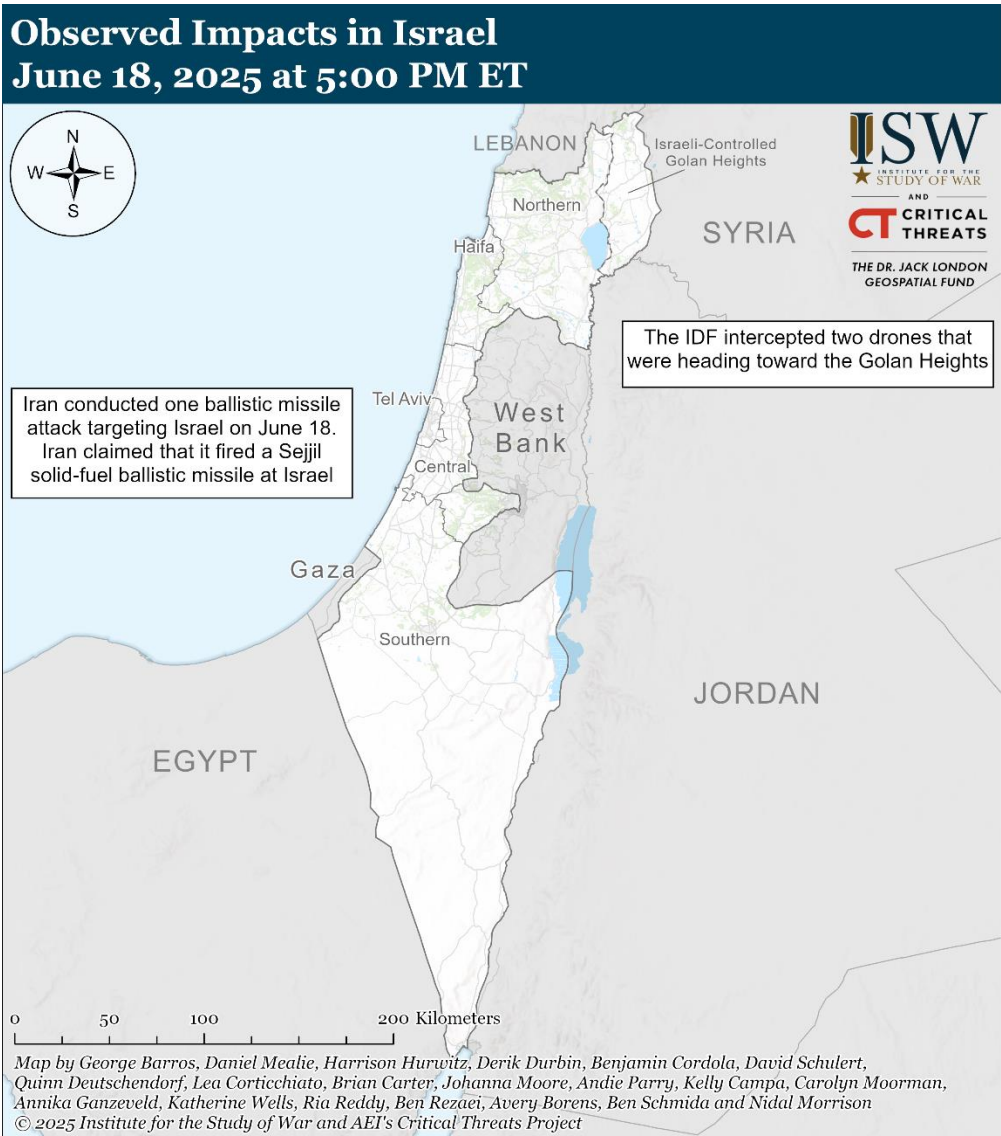 Observed Impacts in Israel
June 18, 2025 at 5:00 PM ET
N
W
E
S
LEBANON
Israeli-Controlled
Golan Heights
ISW
INSTITUTE FOR THE
STUDY OF WAR
AND
CT CRITICAL
THREATS
THE DR. JACK LONDON
GEOSPATIAL FUND
Northern
SYRIA
Haifa
The IDF intercepted two drones that
were heading toward the Golan Heights
Iran conducted one ballistic missile
attack targeting Israel on June 18.
Iran claimed that it fired a Sejjil
solid-fuel ballistic missile at Israel
Tel Aviv
West
Bank
Central
Gaza
Southern
JORDAN
EGYPT
0 50 100 200 Kilometers
Map by George Barros, Daniel Mealie, Harrison Hurwitz, Derik Durbin, Benjamin Cordola, David Schulert,
Quinn Deutschendorf, Lea Corticchiato, Brian Carter, Johanna Moore, Andie Parry, Kelly Campa, Carolyn Moorman,
Annika Ganzeveld, Katherine Wells, Ria Reddy, Ben Rezaei, Avery Borens, Ben Schmida and Nidal Morrison
© 2025 Institute for the Study of War and AEI's Critical Threats Project